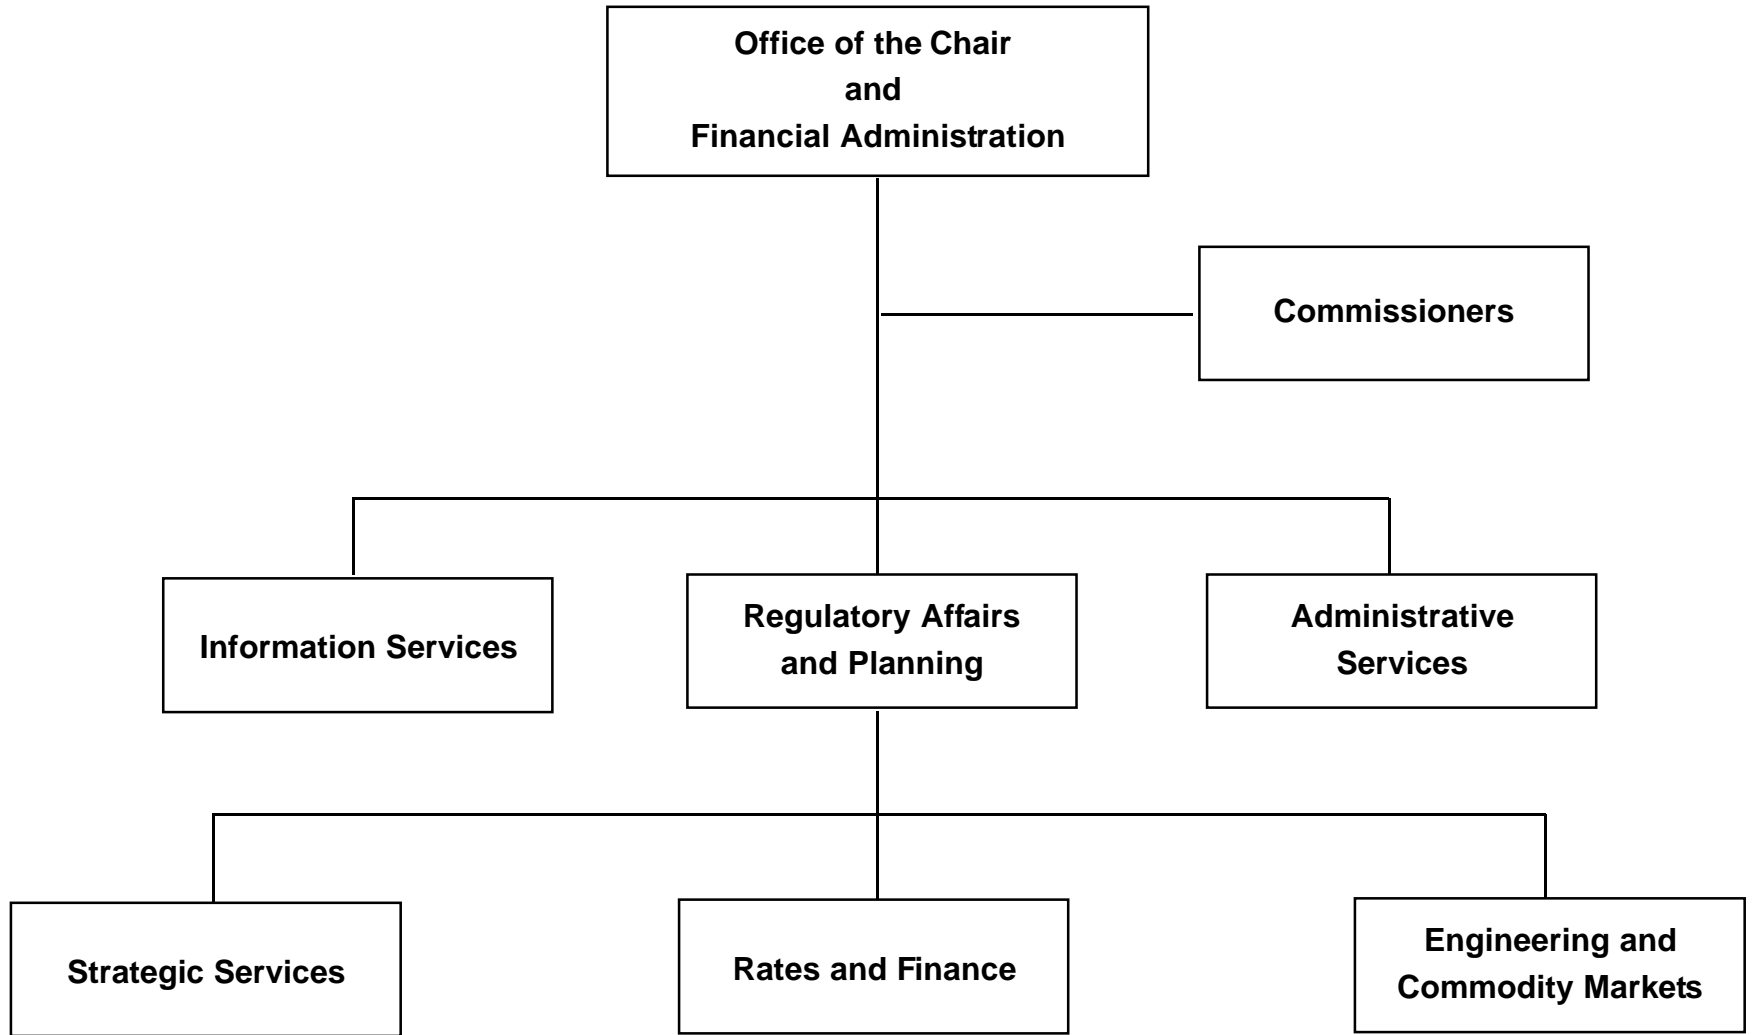 Office of the Chair
and
Financial Administration
Commissioners
Information Services
Regulatory Affairs
and Planning
Administrative
Services
Strategic Services
Rates and Finance
Engineering and
Commodity Markets